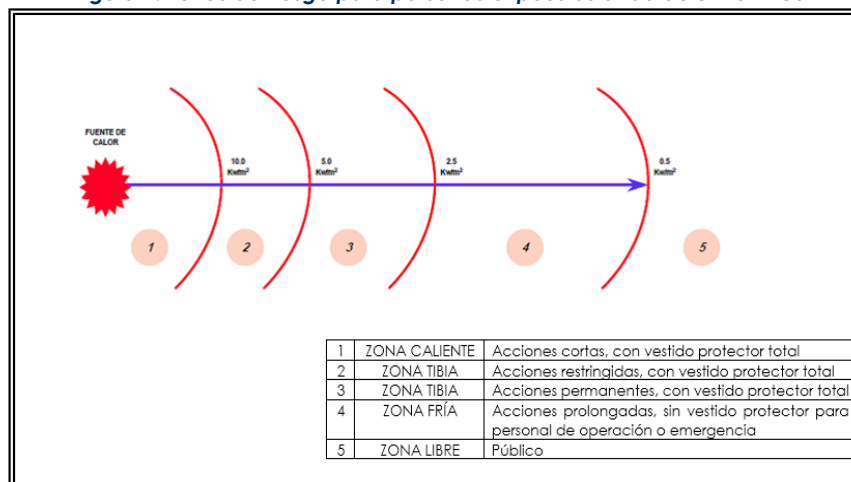 para
FUENTE DE
CALOR
10.0
Kw/m²
5.0
Kw/m²
2.5
Kw/m²
0.5
Kw/m²
1
2
3
4
5
1 ZONA CALIENTE Acciones cortas, con vestido protector total
2 ZONA TIBIA Acciones restringidas, con vestido protector total
3 ZONA TIBIA Acciones permanentes, con vestido protector total
4 ZONA FRÍA Acciones prolongadas, sin vestido protector para
personal de operación o emergencia
5 ZONA LIBRE Público